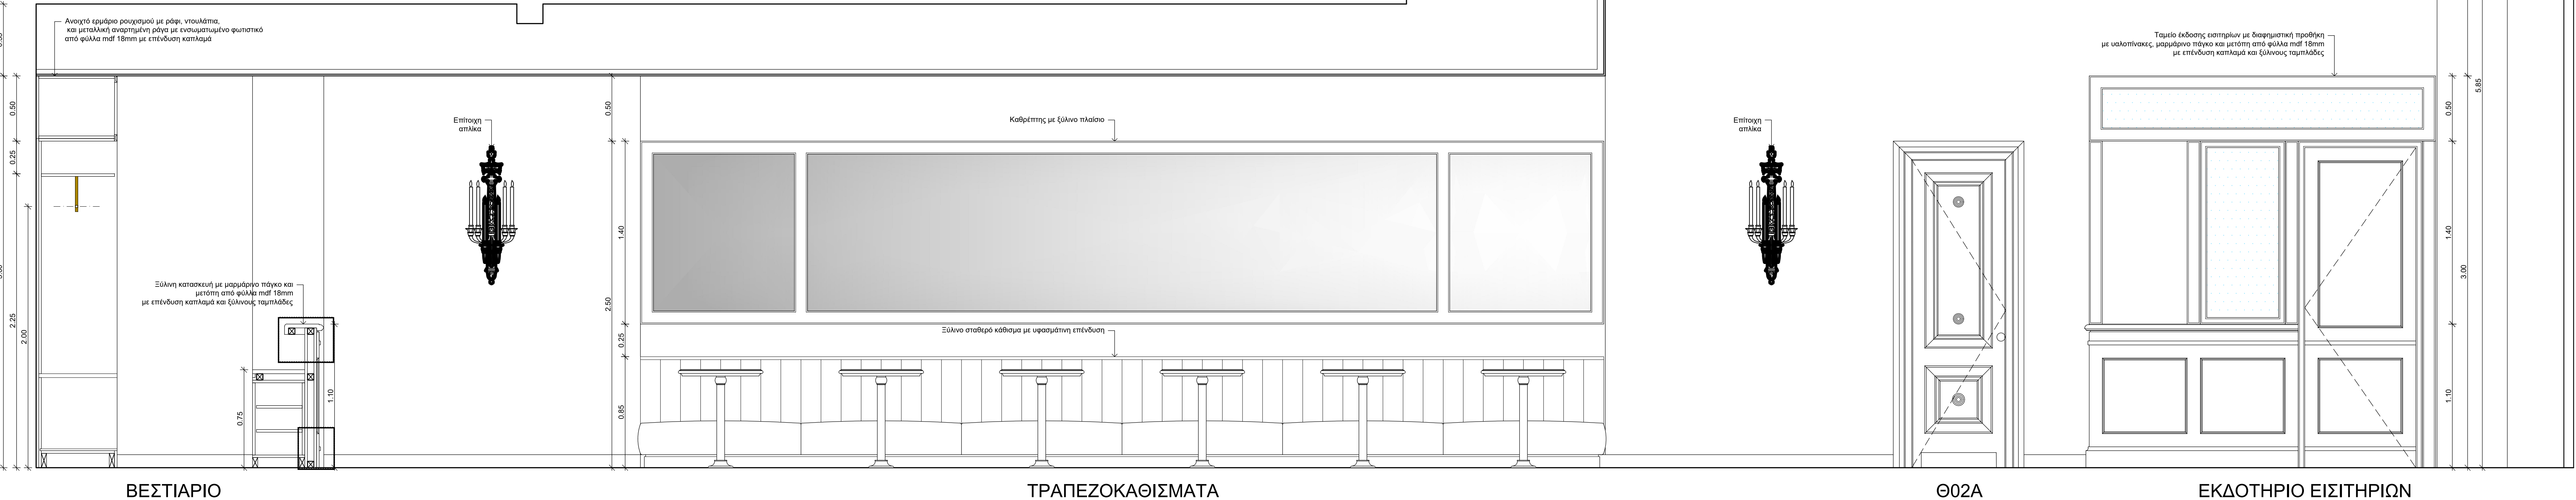 Ανοιχτό ερμάριο ρουχισμού με ράφι, ντουλάπια,
και μεταλλική αναρτημένη ράγα με ενσωματωμένο φωτιστικό
από φύλλα mdf 18mm με επένδυση καπλαμά
0.50
0.25
2.25
2.00
Ξύλινη κατασκευή με μαρμάρινο πάγκο και
μετόπη από φύλλα mdf 18mm
με επένδυση καπλαμά και ξύλινους ταμπλάδες
0.75
1.10
Επίτοιχη
απλίκα
0.50
2.50
1.40
0.25
0.85
Καθρέπτης με ξύλινο πλαίσιο
Ξύλινο σταθερό κάθισμα με υφασμάτινη επένδυση
Επίτοιχη
απλίκα
Ταμείο έκδοσης εισιτηρίων με διαφημιστική προθήκη
με υαλοπίνακες, μαρμάρινο πάγκο και μετόπη από φύλλα mdf 18mm
με επένδυση καπλαμά και ξύλινους ταμπλάδες
0.50
1.40
1.10
3.00
5.85
ΒΕΣΤΙΑΡΙΟ
ΤΡΑΠΕΖΟΚΑΘΙΣΜΑΤΑ
Θ02Α
ΕΚΔΟΤΗΡΙΟ ΕΙΣΙΤΗΡΙΩΝ